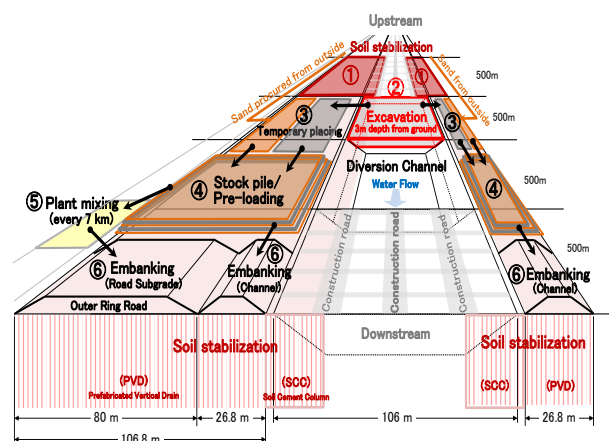 Upstream
Soil stabilization
①
①
②
500m
Sand procured from outside
Sand from outside
③
Temporary placing
Excavation
3m depth from ground
③
500m
Diversion Channel
Water Flow
④
Stock pile/
Pre-loading
④
500m
⑤ Plant mixing
(every 7 km)
Construction road
Construction road
Construction road
500m
⑥ Embanking
(Road Subgrade)
⑥
Embanking
(Channel)
⑥ Embanking
(Channel)
Outer Ring Road
Downstream
Soil stabilization
Soil stabilization
(PVD)
Prefabricated Vertical Drain
(SCC)
Soil Cement Column
(SCC)
(PVD)
80 m
26.8 m
106 m
26.8 m
106.8 m